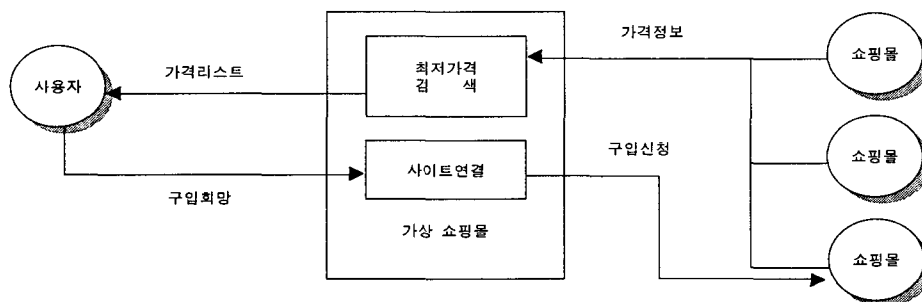 가격정보
쇼핑몰
사용자
가격리스트
최저가격
검 색
구입신청
쇼핑몰
사이트연결
구입희망
가상 쇼핑몰
쇼핑몰